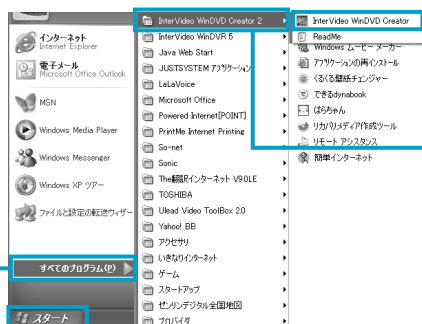 インターネット
Internet Explorer
電子メール
Microsoft Office Outlook
MSN
Windows Media Player
Windows Messenger
Windows XP ツアー
ファイルと設定の転送ウィザー
すべてのプログラム(P)
スタート
InterVideo WinDVD Creator 2
InterVideo WinDVR 5
Java Web Start
JUSTSYSTEM アプリケーション
LaLaVoice
Microsoft Office
Powered Internet[POINT]
PrintMe Internet Printing
So-net
Sonic
The翻訳インターネット V9.0LE
TOSHIBA
Ulead Video ToolBox 2.0
Yahoo! BB
アクセサリ
いきなりインターネット
ゲーム
スタートアップ
ゼンリンデジタル全国地図
プロバイダ
InterVideo WinDVD Creator
ReadMe
Windows ムービー メーカー
アプリケーションの再インストール
くるくる壁紙チェンジャー
できるdynabook
ぱらちゃん
リカバリメディア作成ツール
リモート アシスタンス
簡単インターネット